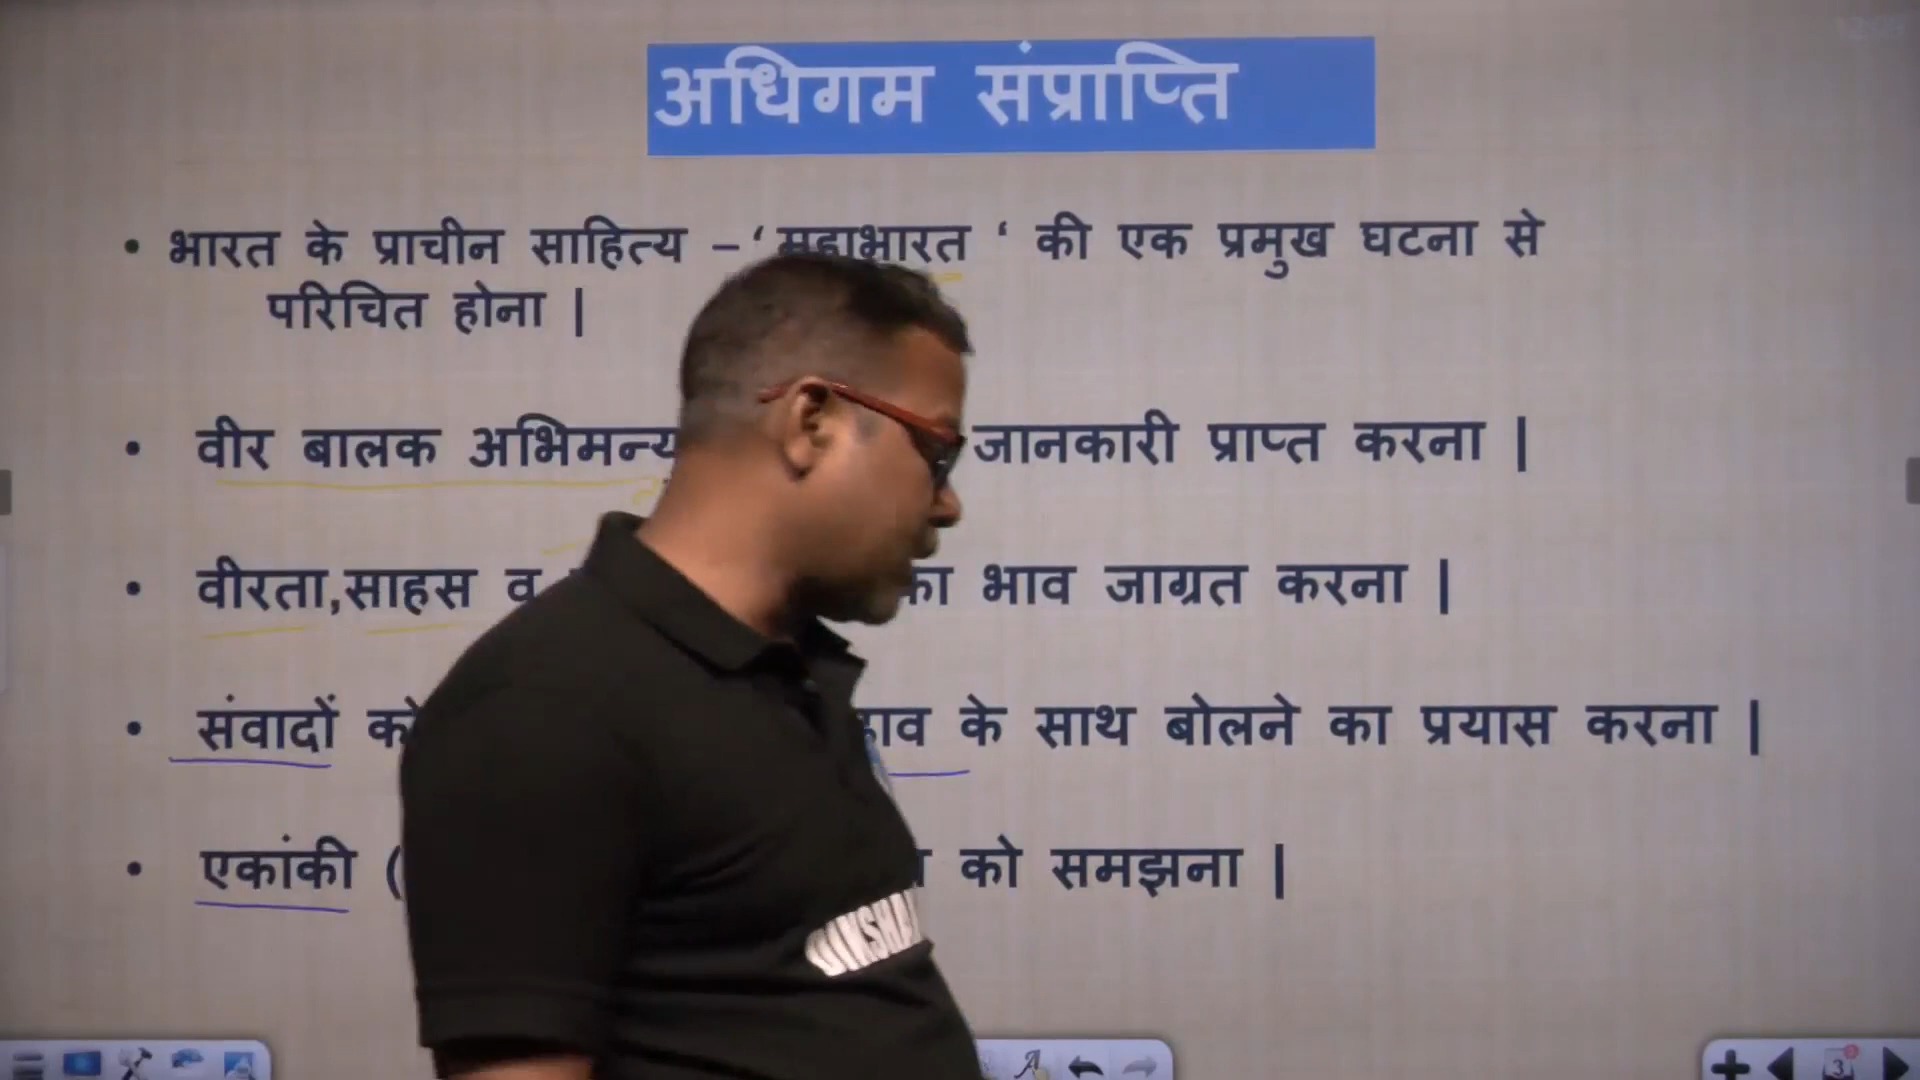 अधिगम संप्राप्ति
• भारत के प्राचीन साहित्य – ‘ महाभारत ‘ की एक प्रमुख घटना से
परिचित होना |
• वीर बालक अभिमन्यु जानकारी प्राप्त करना |
• वीरता,साहस व का भाव जाग्रत करना |
• संवादों को के साथ बोलने का प्रयास करना |
• एकांकी ( को समझना |
3